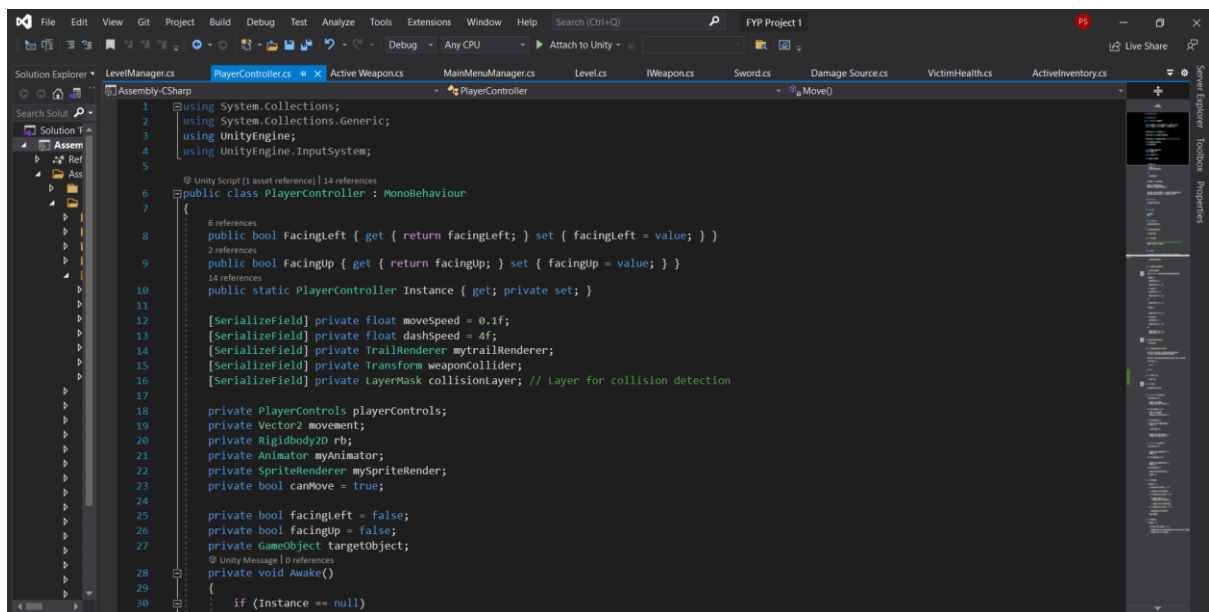 File Edit View Git Project Build Debug Test Analyze Tools Extensions Window Help Search (Ctrl+Q) FYP Project 1 PS
Debug Any CPU Attach to Unity Live Share
Solution Explorer LevelManager.cs PlayerController.cs Active Weapon.cs MainMenuManager.cs Level.cs IWeapon.cs Sword.cs Damage Source.cs VictimHealth.cs ActiveInventory.cs
Assembly-CSharp PlayerController Move()
Search Solut
Solution 'F
Assem
Ref
Ass
Server Explorer
Toolbox
Properties
1 using System.Collections;
2 using System.Collections.Generic;
3 using UnityEngine;
4 using UnityEngine.InputSystem;
5
Unity Script (1 asset reference) | 14 references
6 public class PlayerController : MonoBehaviour
7 {
6 references
8 public bool FacingLeft { get { return facingLeft; } set { facingLeft = value; } }
2 references
9 public bool FacingUp { get { return facingUp; } set { facingUp = value; } }
14 references
10 public static PlayerController Instance { get; private set; }
11
12 [SerializeField] private float moveSpeed = 0.1f;
13 [SerializeField] private float dashSpeed = 4f;
14 [SerializeField] private TrailRenderer mytrailRenderer;
15 [SerializeField] private Transform weaponCollider;
16 [SerializeField] private LayerMask collisionLayer; // Layer for collision detection
17
18 private PlayerControls playerControls;
19 private Vector2 movement;
20 private Rigidbody2D rb;
21 private Animator myAnimator;
22 private SpriteRenderer mySpriteRender;
23 private bool canMove = true;
24
25 private bool facingLeft = false;
26 private bool facingUp = false;
27 private GameObject targetObject;
Unity Message | 0 references
28 private void Awake()
29 {
30 if (Instance == null)